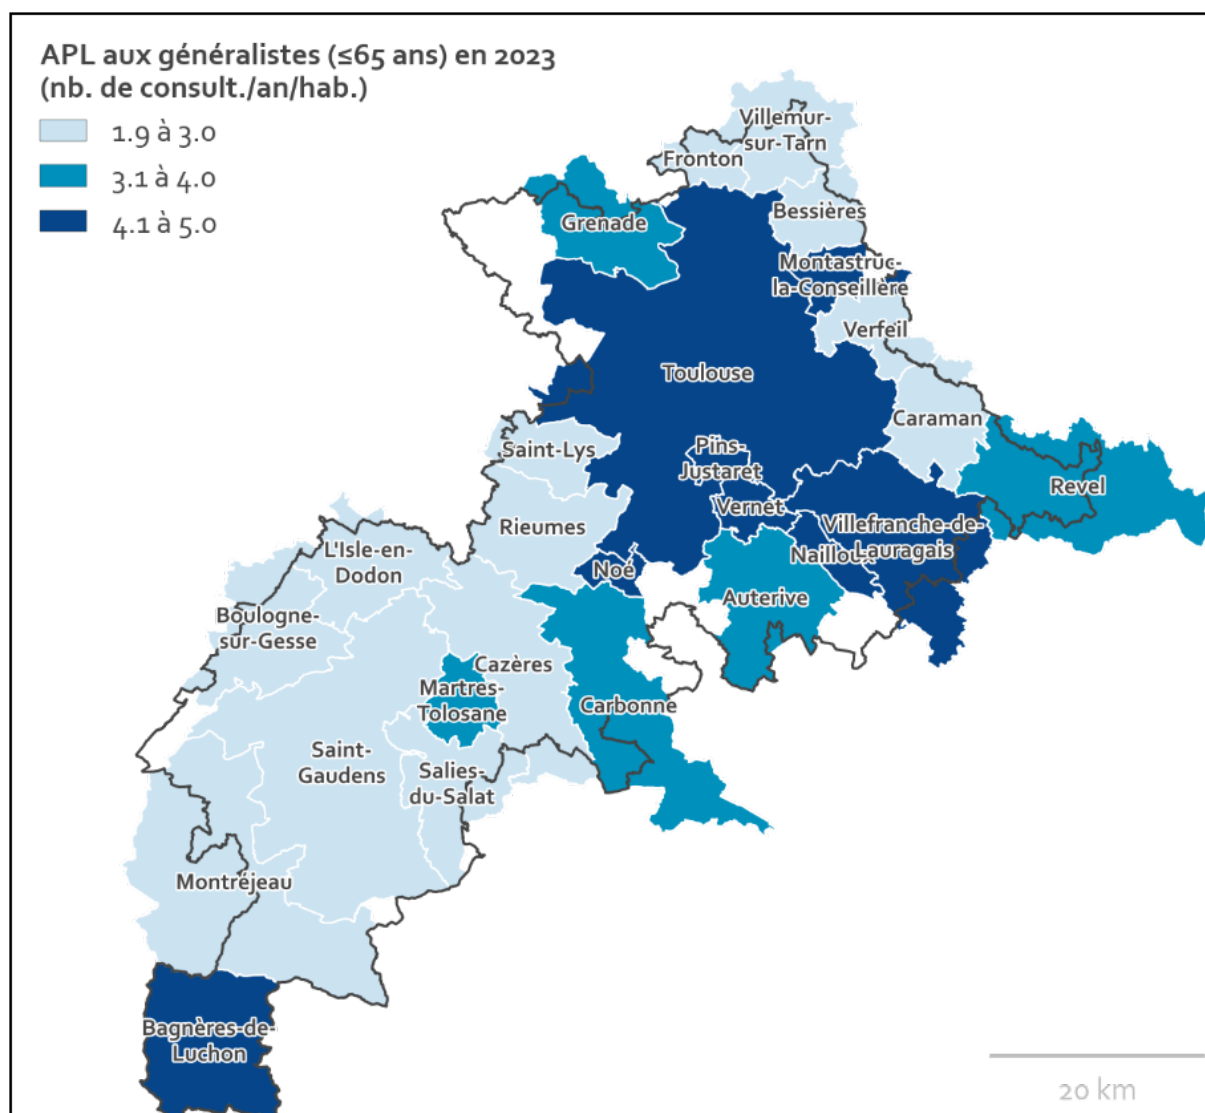 APL aux généralistes (≤65 ans) en 2023
(nb. de consult./an/hab.)
1.9 à 3.0
3.1 à 4.0
4.1 à 5.0
Villemur-
sur-Tarn
Fronton
Bessières
Grenade
Montastruc-
la-Conseillère
Verfeil
Toulouse
Caraman
Saint-Lys
Pins-
Justaret
Revel
Vernet
Rieumes
Villefranche-de-
Lauragais
L'Isle-en-
Dodon
Noé
Auterive
Boulogne-
sur-Gesse
Cazères
Martres-
Tolosane
Carbonne
Saint-
Gaudens
Salies-
du-Salat
Montréjeau
Bagnères-de-
Luchon
20 km